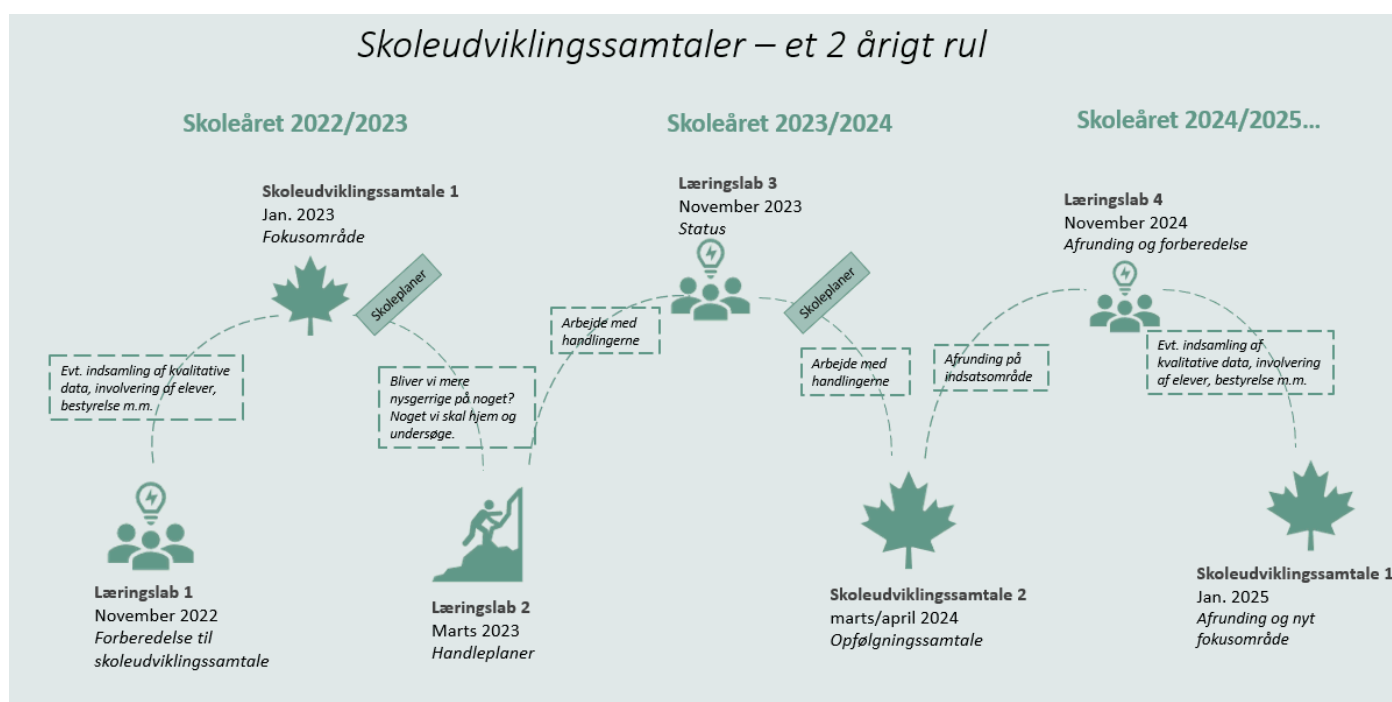 Skoleudviklingssamtaler – et 2 årigt rul
Skoleåret 2022/2023
Skoleåret 2023/2024
Skoleåret 2024/2025...
Skoleudviklingssamtale 1
Jan. 2023
Fokusområde
Læringslab 3
November 2023
Status
Læringslab 4
November 2024
Afrunding og forberedelse
Skoleplaner
Skoleplaner
Evt. indsamling af kvalitative
data, involvering af elever,
bestyrelse m.m.
Bliver vi mere
nysgerrige på noget?
Noget vi skal hjem og
undersøge.
Arbejde med
handlingerne
Arbejde med
handlingerne
Afrunding på
indsatsområde
Evt. indsamling af
kvalitative data, involvering
af elever, bestyrelse m.m.
Læringslab 1
November 2022
Forberedelse til
skoleudviklingssamtale
Læringslab 2
Marts 2023
Handleplaner
Skoleudviklingssamtale 2
marts/april 2024
Opfølgningssamtale
Skoleudviklingssamtale 1
Jan. 2025
Afrunding og nyt
fokusområde